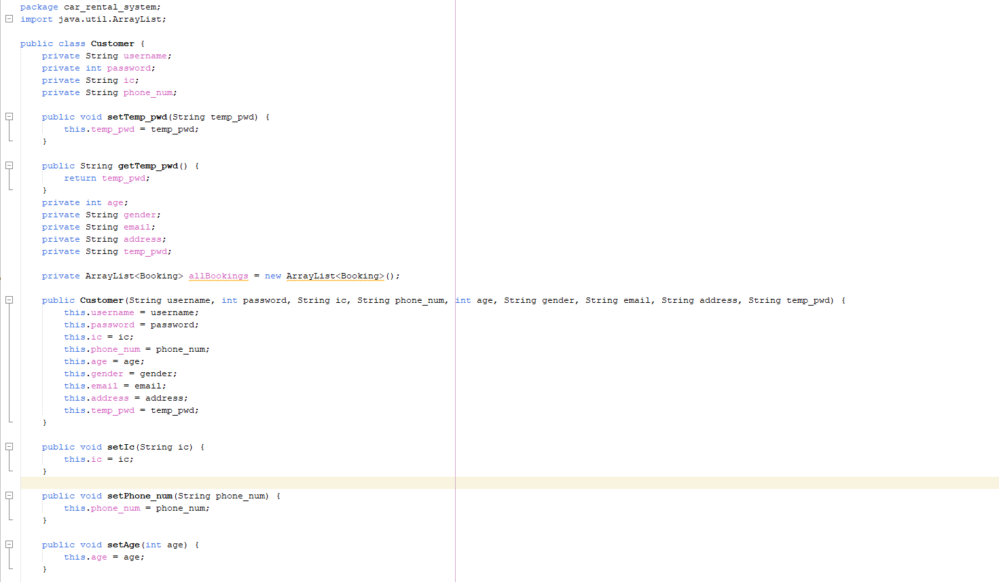 package car_rental_system;
import java.util.ArrayList;
public class Customer {
private String username;
private int password;
private String ic;
private String phone_num;
public void setTemp_pwd(String temp_pwd) {
this.temp_pwd = temp_pwd;
}
public String getTemp_pwd() {
return temp_pwd;
}
private int age;
private String gender;
private String email;
private String address;
private String temp_pwd;
private ArrayList<Booking> allBookings = new ArrayList<Booking>();
public Customer(String username, int password, String ic, String phone_num, int age, String gender, String email, String address, String temp_pwd) {
this.username = username;
this.password = password;
this.ic = ic;
this.phone_num = phone_num;
this.age = age;
this.gender = gender;
this.email = email;
this.address = address;
this.temp_pwd = temp_pwd;
}
public void setIc(String ic) {
this.ic = ic;
}
public void setPhone_num(String phone_num) {
this.phone_num = phone_num;
}
public void setAge(int age) {
this.age = age;
}